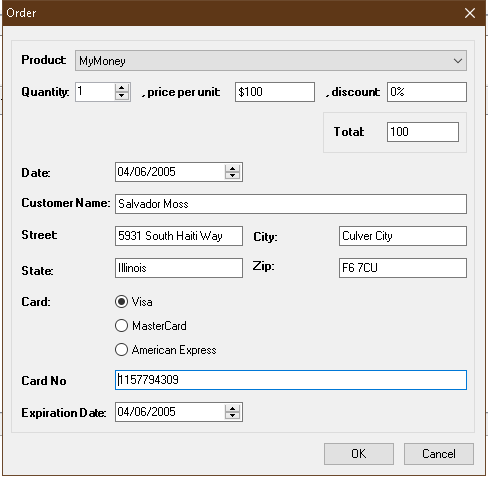 Order
Product: MyMoney
Quantity: 1 , price per unit: $100 , discount: 0%
Total: 100
Date: 04/06/2005
Customer Name: Salvador Moss
Street: 5931 South Haiti Way City: Culver City
State: Illinois Zip: F6 7CU
Card: Visa
MasterCard
American Express
Card No 1157794309
Expiration Date: 04/06/2005
OK Cancel